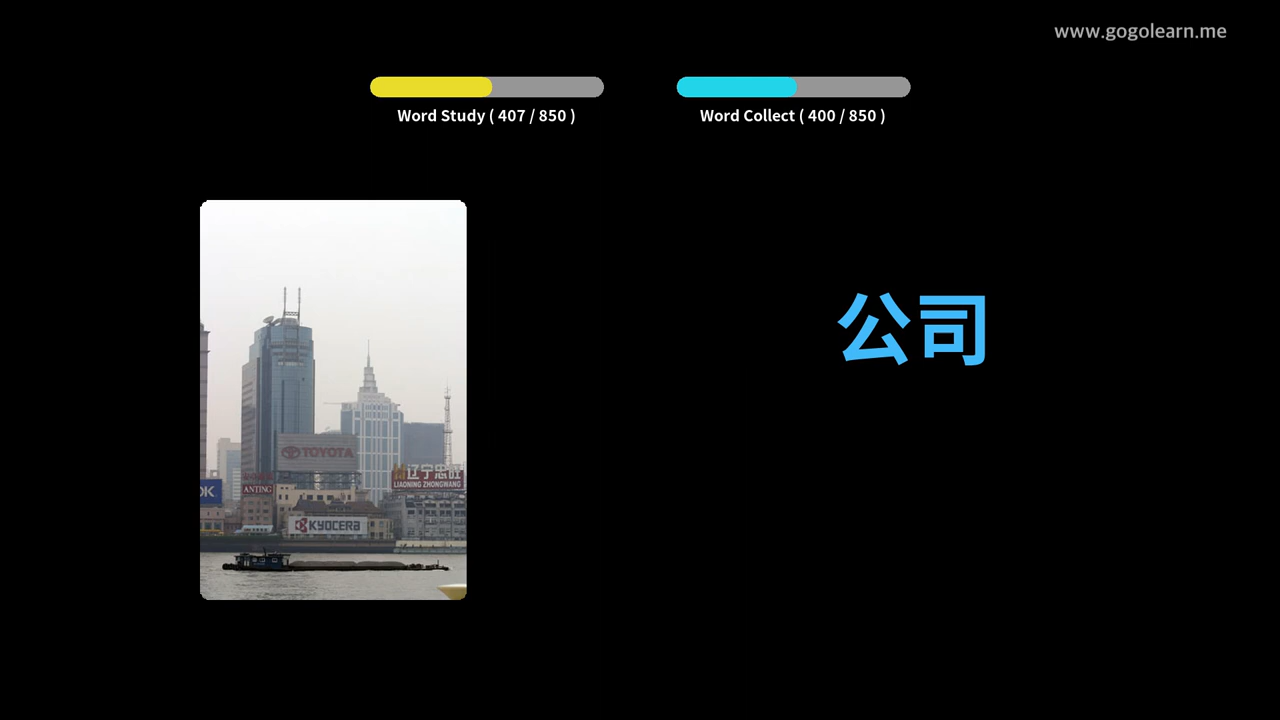 www.gogolearn.me
Word Study ( 407 / 850 )
Word Collect ( 400 / 850 )
公司
TOYOTA
辽宁忠旺
LIAONING ZHONGWANG
OK
ANTING
KYOCERA